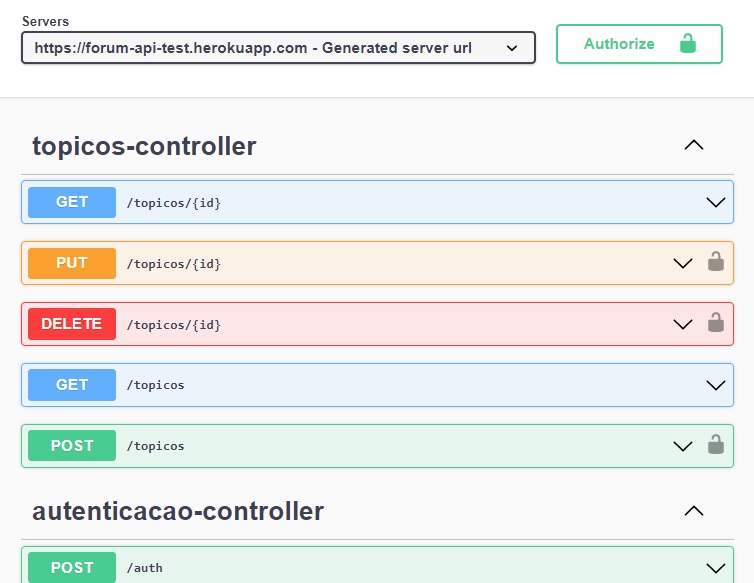 Servers
https://forum-api-test.herokuapp.com - Generated server url
Authorize
topicos-controller
GET /topicos/{id}
PUT /topicos/{id}
DELETE /topicos/{id}
GET /topicos
POST /topicos
autenticacao-controller
POST /auth